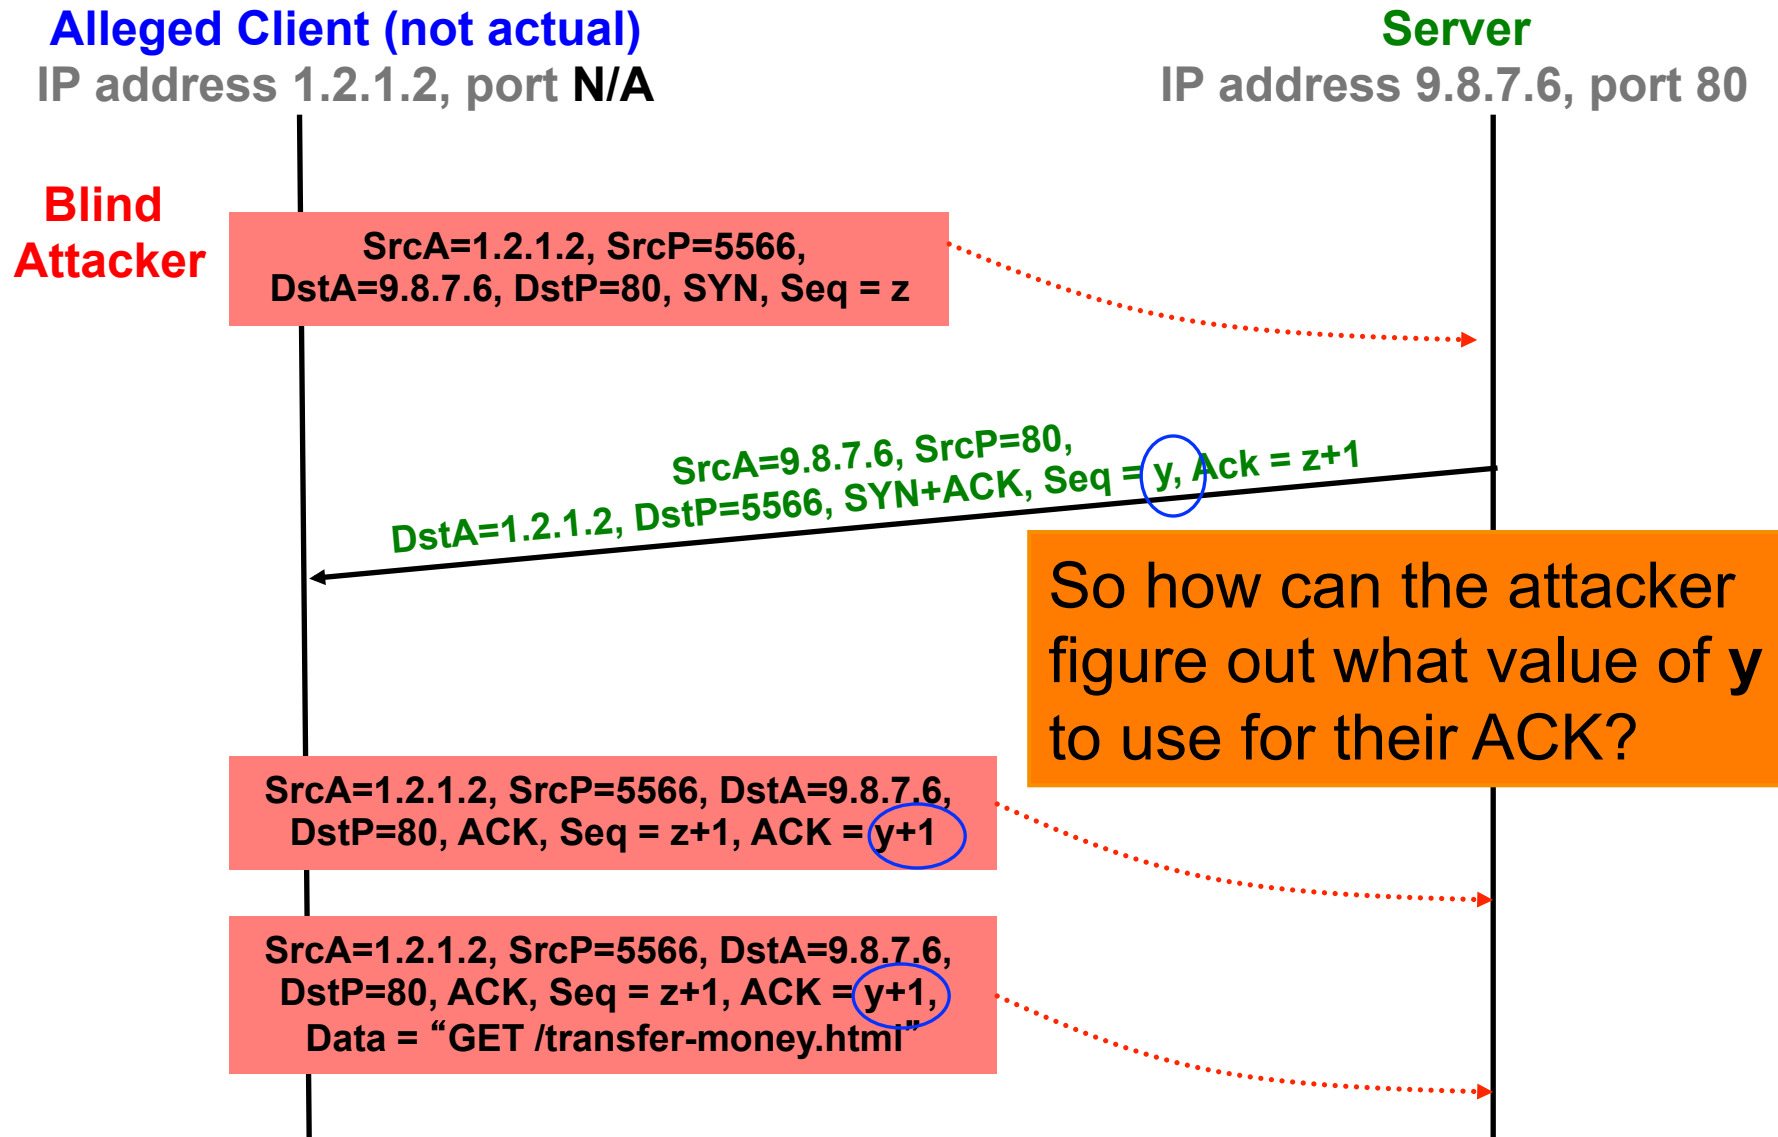 Alleged Client (not actual)
IP address 1.2.1.2, port N/A
Server
IP address 9.8.7.6, port 80
Blind
Attacker
SrcA=1.2.1.2, SrcP=5566,
DstA=9.8.7.6, DstP=80, SYN, Seq = z
SrcA=9.8.7.6, SrcP=80,
DstA=1.2.1.2, DstP=5566, SYN+ACK, Seq = y, Ack = z+1
So how can the attacker
figure out what value of y
to use for their ACK?
SrcA=1.2.1.2, SrcP=5566, DstA=9.8.7.6,
DstP=80, ACK, Seq = z+1, ACK = y+1
SrcA=1.2.1.2, SrcP=5566, DstA=9.8.7.6,
DstP=80, ACK, Seq = z+1, ACK = y+1,
Data = “GET /transfer-money.html”